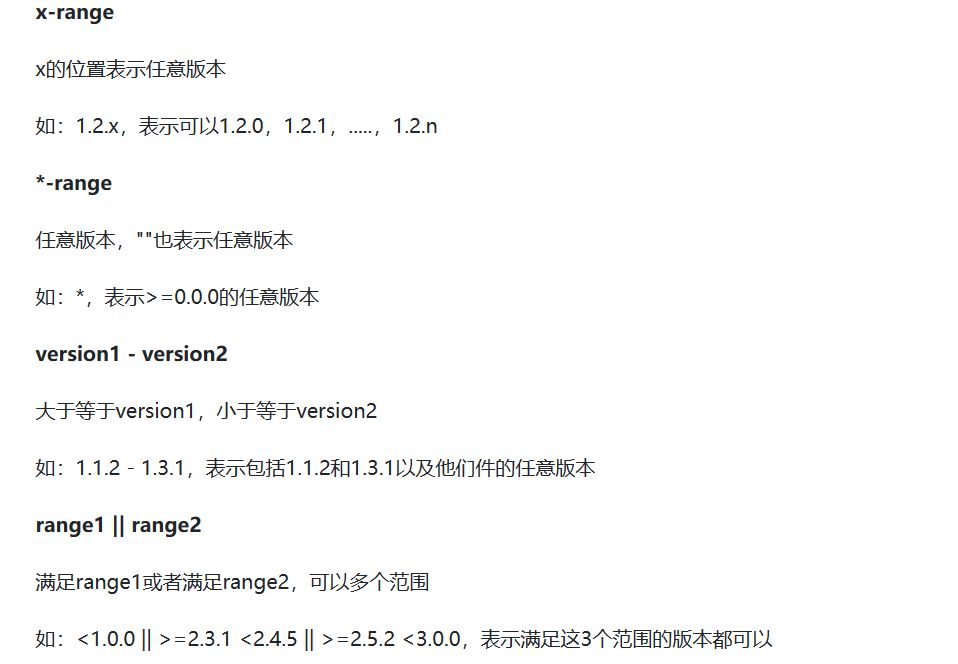 x-range
x的位置表示任意版本
如：1.2.x，表示可以1.2.0，1.2.1，.....，1.2.n
*-range
任意版本，""也表示任意版本
如：*，表示>=0.0.0的任意版本
version1 - version2
大于等于version1，小于等于version2
如：1.1.2 - 1.3.1，表示包括1.1.2和1.3.1以及他们件的任意版本
range1 || range2
满足range1或者满足range2，可以多个范围
如：<1.0.0 || >=2.3.1 <2.4.5 || >=2.5.2 <3.0.0，表示满足这3个范围的版本都可以